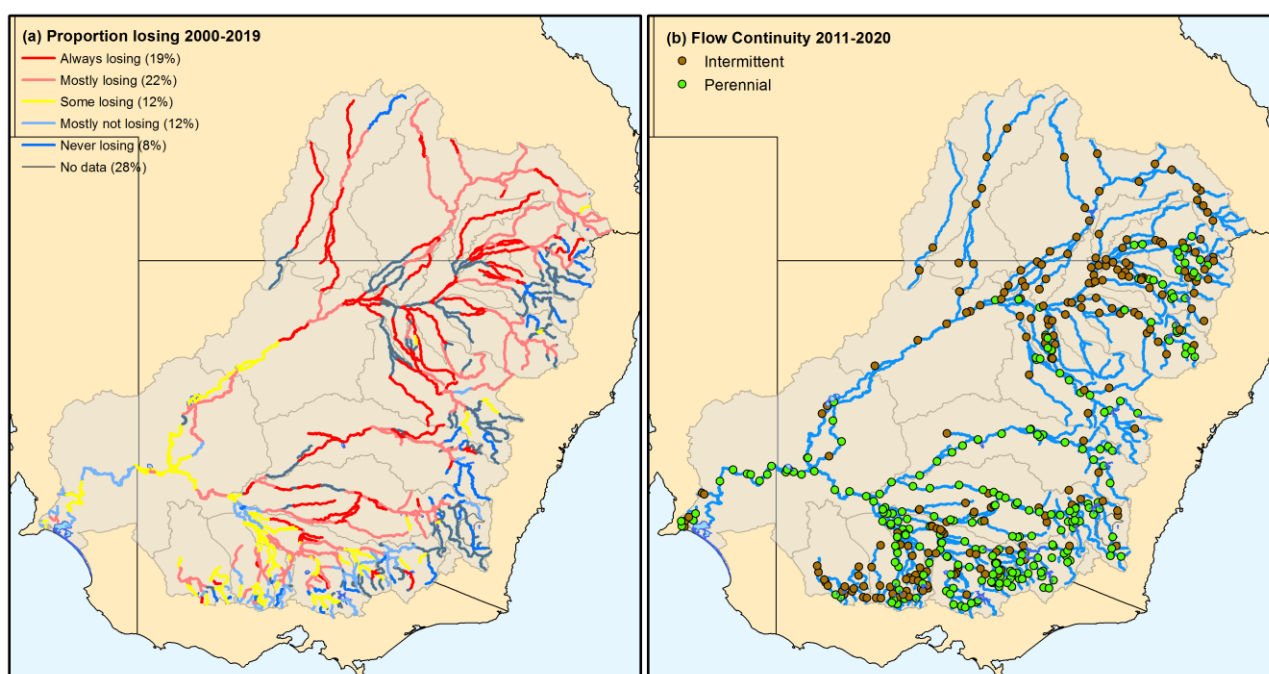 (a) Proportion losing 2000-2019
Always losing (19%)
Mostly losing (22%)
Some losing (12%)
Mostly not losing (12%)
Never losing (8%)
No data (28%)
(b) Flow Continuity 2011-2020
Intermittent
Perennial